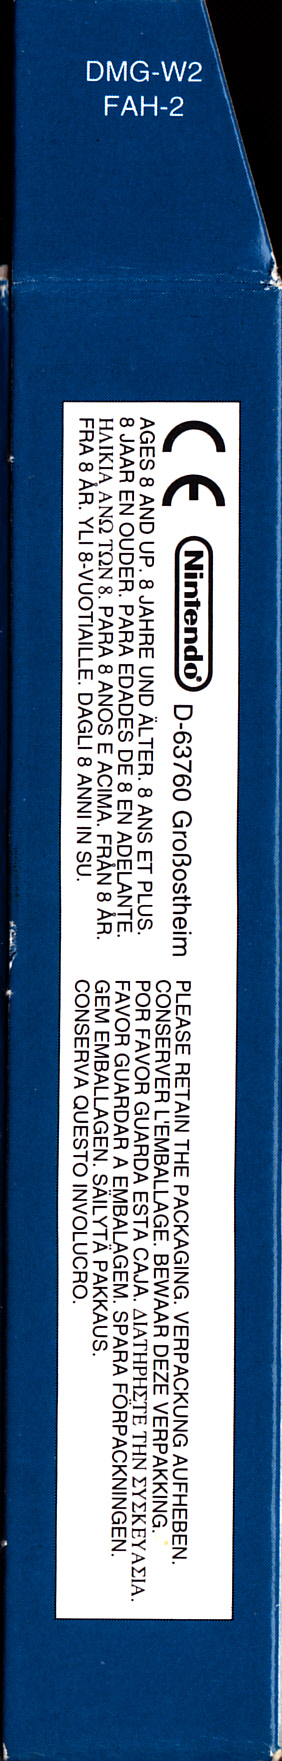 DMG-W2
FAH-2
CE Nintendo® D-63760 Großostheim
AGES 8 AND UP. 8 JAHRE UND ÄLTER. 8 ANS ET PLUS.
8 JAAR EN OUDER. PARA EDADES DE 8 EN ADELANTE.
ΗΛΙΚΙΑ ΑΝΩ ΤΩΝ 8. PARA 8 ANOS E ACIMA. FRÅN 8 ÅR.
FRA 8 ÅR. YLI 8-VUOTIAILLE. DAGLI 8 ANNI IN SU.
PLEASE RETAIN THE PACKAGING. VERPACKUNG AUFHEBEN.
CONSERVER L'EMBALLAGE. BEWAAR DEZE VERPAKKING.
POR FAVOR GUARDA ESTA CAJA. ΔΙΑΤΗΡΗΣΤΕ ΤΗΝ ΣΥΣΚΕΥΑΣΙΑ.
FAVOR GUARDAR A EMBALAGEM. SPARA FÖRPACKNINGEN.
GEM EMBALLAGEN. SÄILYTÄ PAKKAUS.
CONSERVA QUESTO INVOLUCRO.